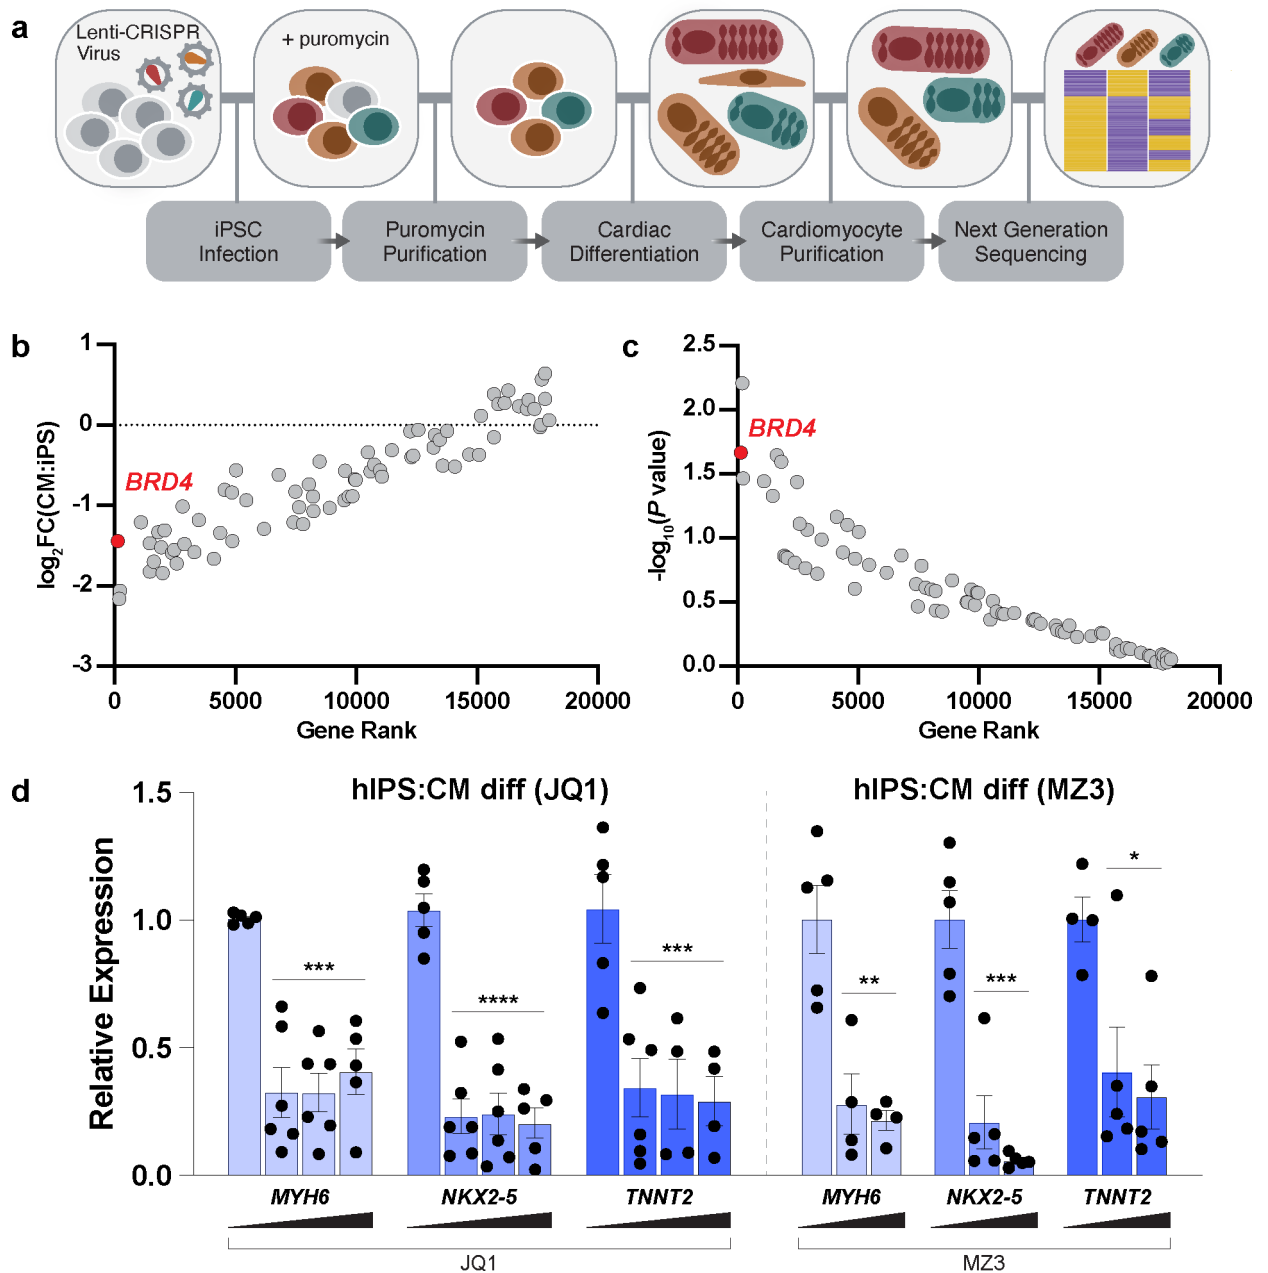 a
Lenti-CRISPR
Virus
+ puromycin
iPSC
Infection
Puromycin
Purification
Cardiac
Differentiation
Cardiomyocyte
Purification
Next Generation
Sequencing
b
log2FC(CM:iPS)
1
0
-1
-2
-3
BRD4
0
5000
10000
15000
20000
Gene Rank
c
-log10(P value)
2.5
2.0
1.5
1.0
0.5
0.0
BRD4
0
5000
10000
15000
20000
Gene Rank
d
hIPS:CM diff (JQ1)
hIPS:CM diff (MZ3)
Relative Expression
1.5
1.0
0.5
0.0
***
****
***
**
***
*
MYH6
NKX2-5
TNNT2
MYH6
NKX2-5
TNNT2
JQ1
MZ3